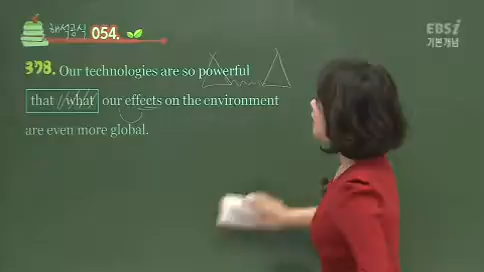 해석공식 054.
EBSi
기본개념
378. Our technologies are so powerful
that / what our effects on the environment
are even more global.